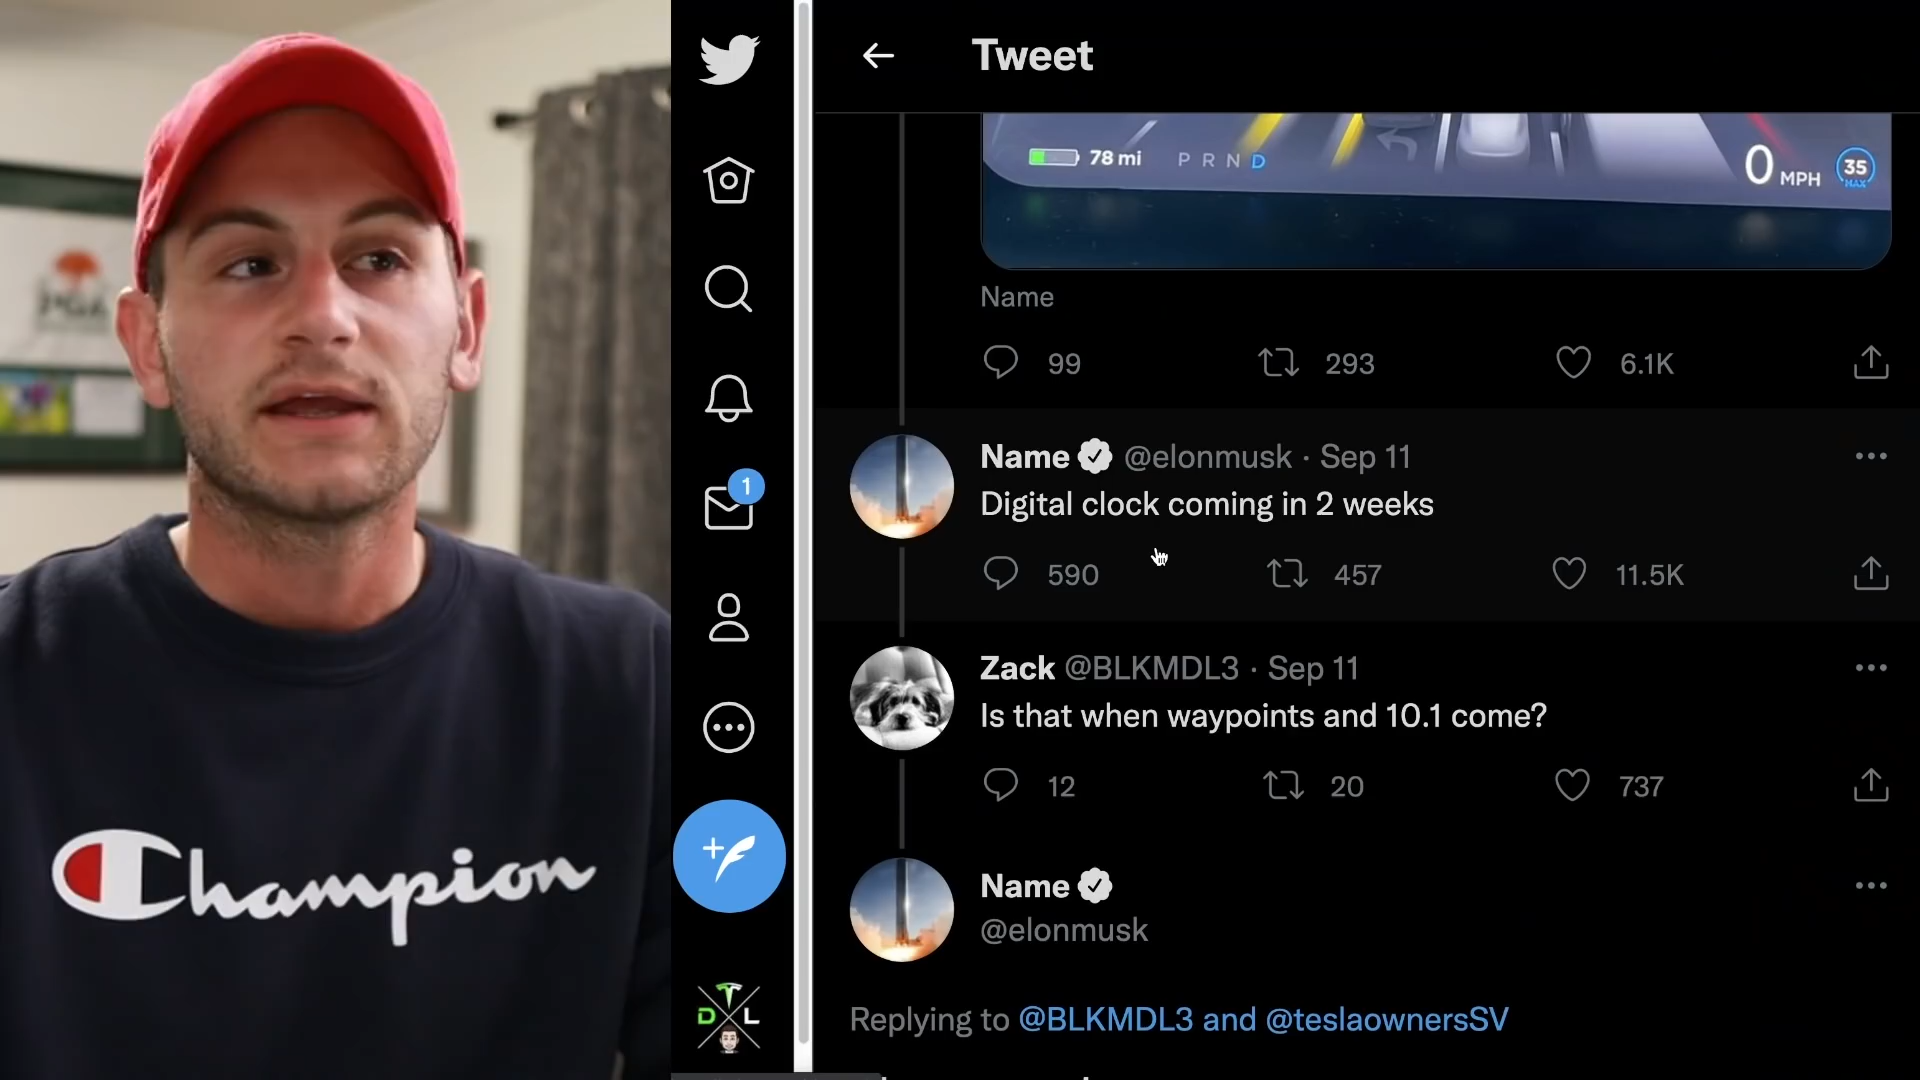 PGA
Champion
1
D L
Tweet
78 mi P R N D
0 MPH 35 MAX
Name
99 293 6.1K
Name @elonmusk · Sep 11
Digital clock coming in 2 weeks
590 457 11.5K
Zack @BLKMDL3 · Sep 11
Is that when waypoints and 10.1 come?
12 20 737
Name
@elonmusk
Replying to @BLKMDL3 and @teslaownersSV